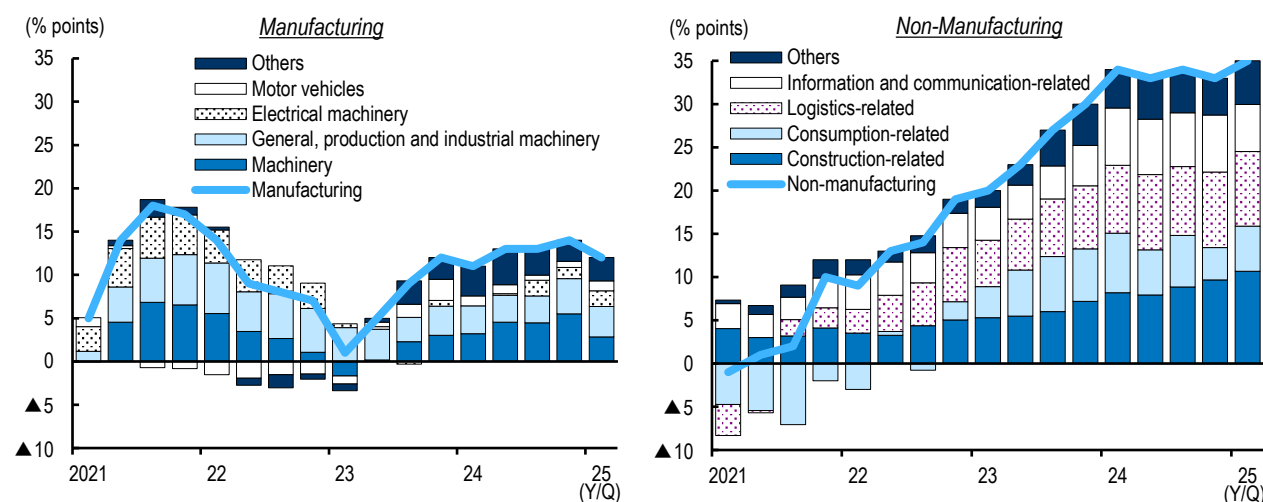 (% points)
Manufacturing
35
30
25
20
15
10
5
0
▲ 5
▲ 10
Others
Motor vehicles
Electrical machinery
General, production and industrial machinery
Machinery
Manufacturing
2021
22
23
24
25
(Y/Q)
(% points)
Non-Manufacturing
35
30
25
20
15
10
5
0
▲ 5
▲ 10
Others
Information and communication-related
Logistics-related
Consumption-related
Construction-related
Non-manufacturing
2021
22
23
24
25
(Y/Q)